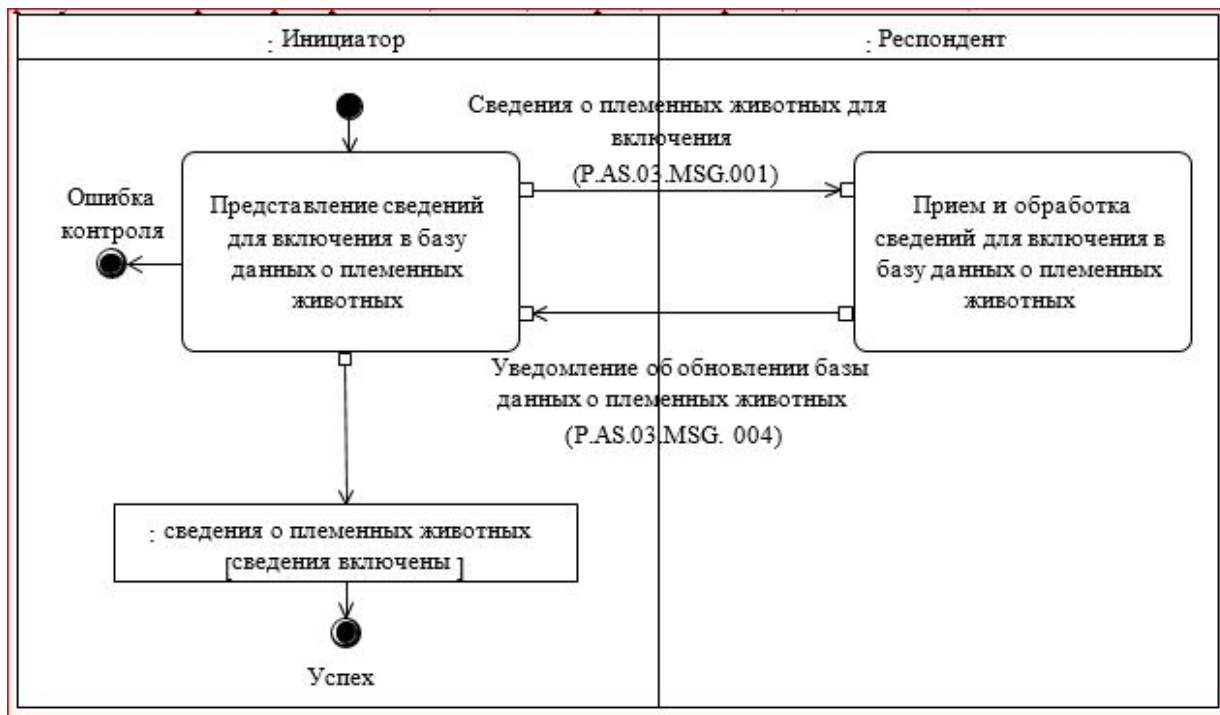 : Инициатор
: Респондент
Сведения о племенных животных для
включения
(P.AS.03.MSG.001)
Ошибка
контроля
Представление сведений
для включения в базу
данных о племенных
животных
Прием и обработка
сведений для включения в
базу данных о племенных
животных
Уведомление об обновлении базы
данных о племенных животных
(P.AS.03.MSG. 004)
: сведения о племенных животных
[сведения включены ]
Успех